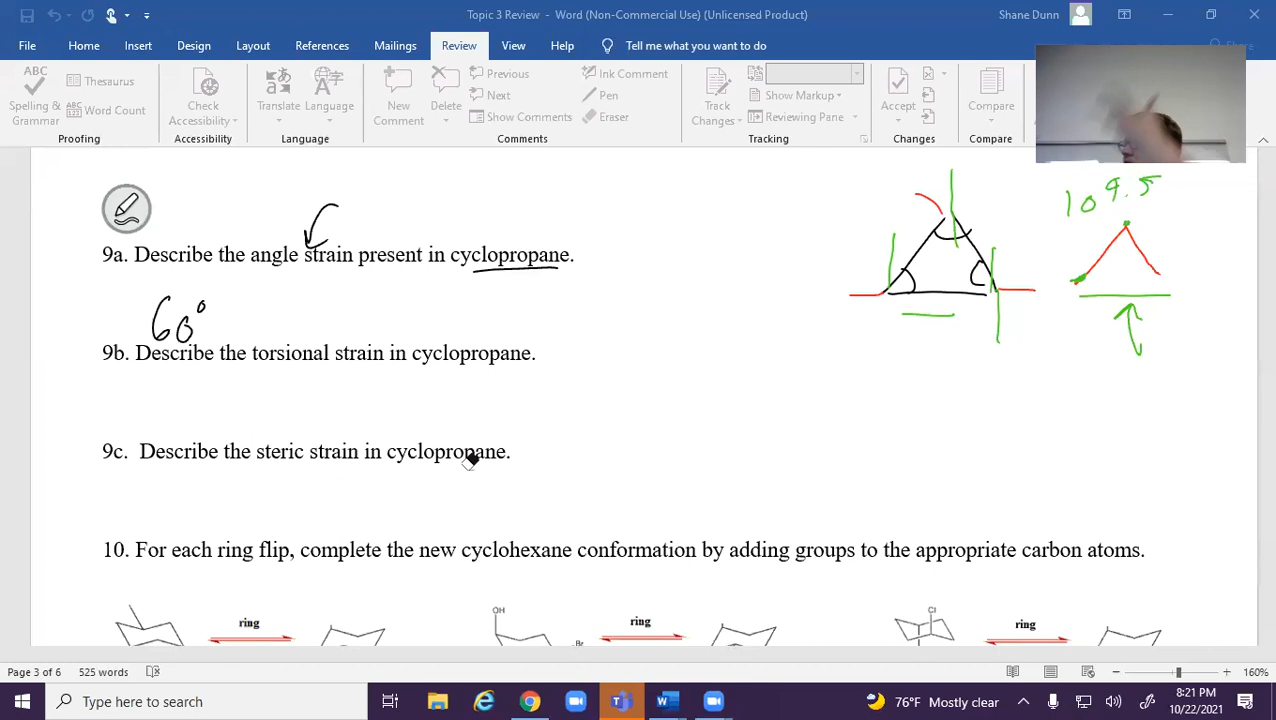 Topic 3 Review - Word (Non-Commercial Use) (Unlicensed Product)
Shane Dunn
File Home Insert Design Layout References Mailings Review View Help Tell me what you want to do
Share
ABC
Spelling & Grammar
Thesaurus
ABC 123 Word Count
Proofing
Check Accessibility
Accessibility
Translate
Language
Language
New Comment
Delete
Previous
Next
Show Comments
Comments
Ink Comment
Pen
Eraser
Track Changes
Show Markup
Reviewing Pane
Tracking
Accept
Changes
Compare
Compare
109.5
9a. Describe the angle strain present in cyclopropane.
60°
9b. Describe the torsional strain in cyclopropane.
9c. Describe the steric strain in cyclopropane.
10. For each ring flip, complete the new cyclohexane conformation by adding groups to the appropriate carbon atoms.
ring
OH
Br
ring
Cl
ring
Page 3 of 6 525 words
160%
Type here to search
76°F Mostly clear
8:21 PM
10/22/2021